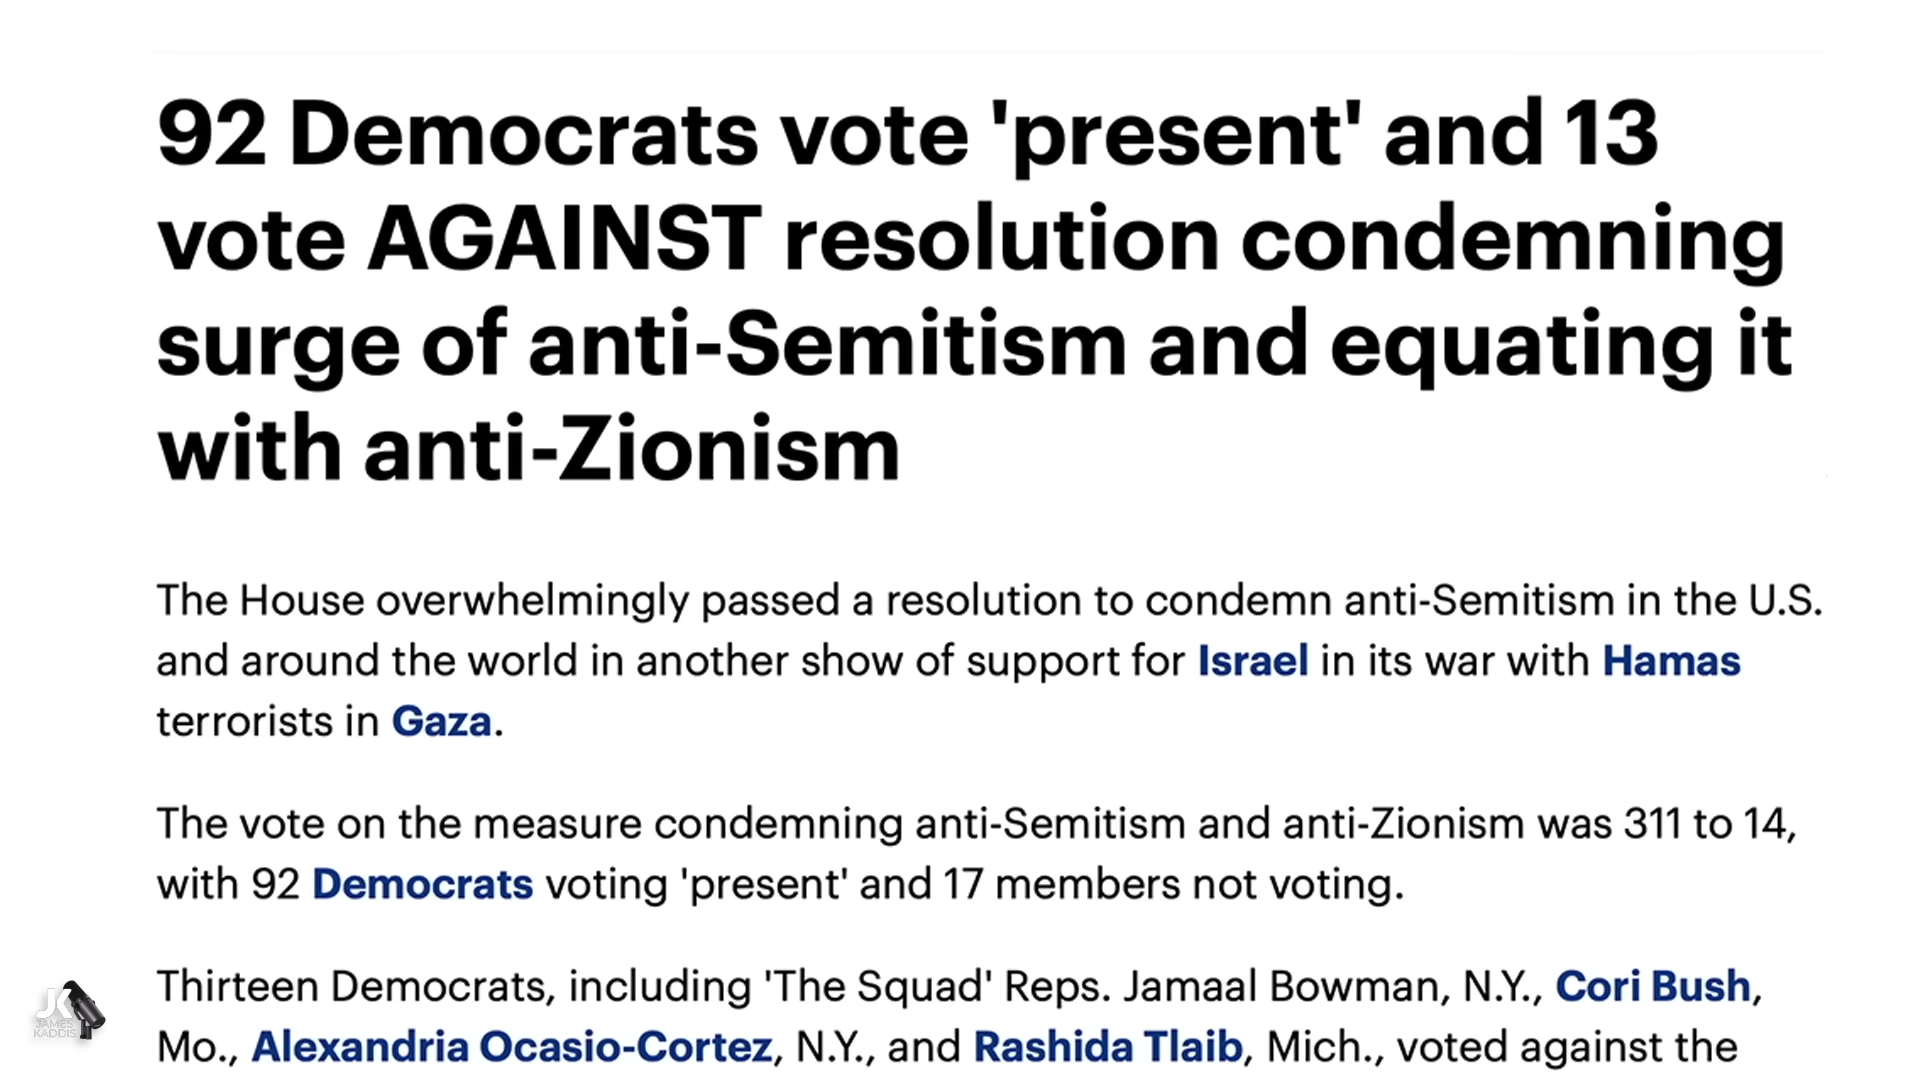 92 Democrats vote 'present' and 13
vote AGAINST resolution condemning
surge of anti-Semitism and equating it
with anti-Zionism
The House overwhelmingly passed a resolution to condemn anti-Semitism in the U.S.
and around the world in another show of support for Israel in its war with Hamas
terrorists in Gaza.
The vote on the measure condemning anti-Semitism and anti-Zionism was 311 to 14,
with 92 Democrats voting 'present' and 17 members not voting.
Thirteen Democrats, including 'The Squad' Reps. Jamaal Bowman, N.Y., Cori Bush,
Mo., Alexandria Ocasio-Cortez, N.Y., and Rashida Tlaib, Mich., voted against the
JK
JAMES
KADDIS